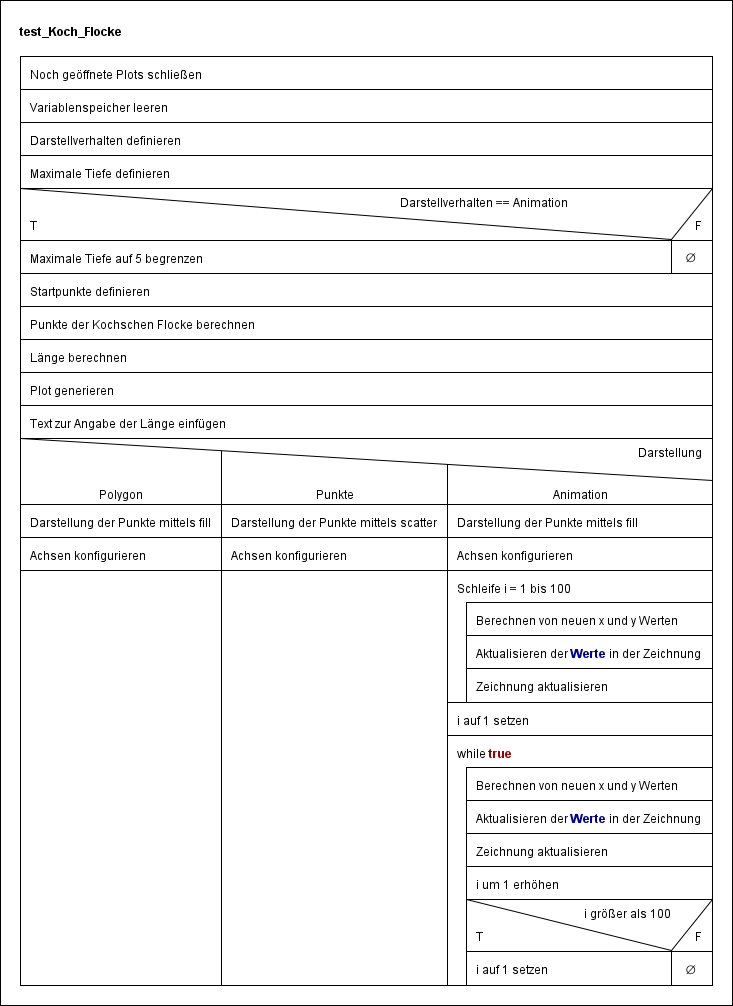 test_Koch_Flocke
Noch geöffnete Plots schließen
Variablenspeicher leeren
Darstellverhalten definieren
Maximale Tiefe definieren
Darstellverhalten == Animation
T F
Maximale Tiefe auf 5 begrenzen ∅
Startpunkte definieren
Punkte der Kochschen Flocke berechnen
Länge berechnen
Plot generieren
Text zur Angabe der Länge einfügen
Darstellung
Polygon
Darstellung der Punkte mittels fill
Achsen konfigurieren
Punkte
Darstellung der Punkte mittels scatter
Achsen konfigurieren
Animation
Darstellung der Punkte mittels fill
Achsen konfigurieren
Schleife i = 1 bis 100
Berechnen von neuen x und y Werten
Aktualisieren der Werte in der Zeichnung
Zeichnung aktualisieren
i auf 1 setzen
while true
Berechnen von neuen x und y Werten
Aktualisieren der Werte in der Zeichnung
Zeichnung aktualisieren
i um 1 erhöhen
i größer als 100
T F
i auf 1 setzen ∅